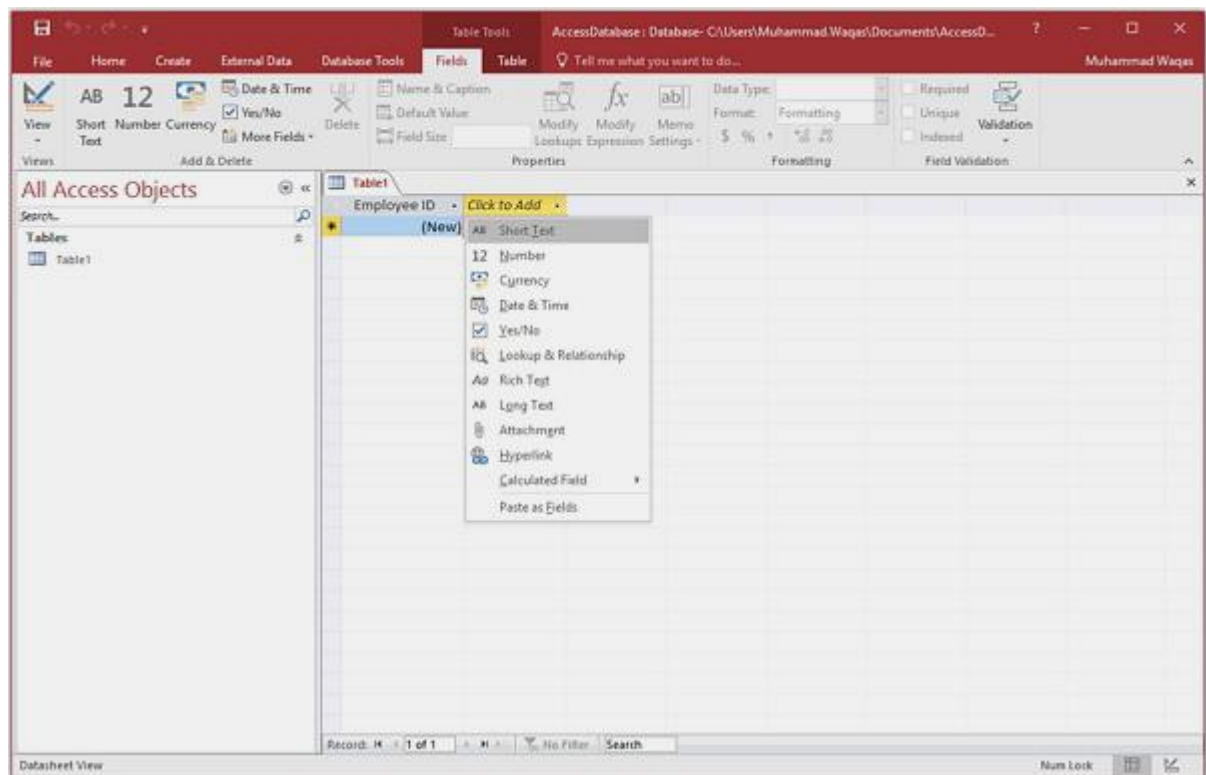 Table Tools AccessDatabase : Database- C:\Users\Muhammad.Waqas\Documents\AccessD... ?
File Home Create External Data Database Tools Fields Table Tell me what you want to do... Muhammad Waqas
View
AB Short Text
12 Number
Currency
Date & Time
Yes/No
More Fields
Delete
Name & Caption
Default Value
Field Size
Modify Lookups
fx Modify Expression
ab Memo Settings
Data Type:
Format: Formatting
$ % ,
Required
Unique
Indexed
Validation
Views Add & Delete Properties Formatting Field Validation
All Access Objects
Search...
Tables
Table1
Table1
Employee ID Click to Add
(New)
AB Short Text
12 Number
Currency
Date & Time
Yes/No
Lookup & Relationship
Aa Rich Text
AB Long Text
Attachment
Hyperlink
Calculated Field
Paste as Fields
Record: 1 of 1 No Filter Search
Datasheet View Num Lock